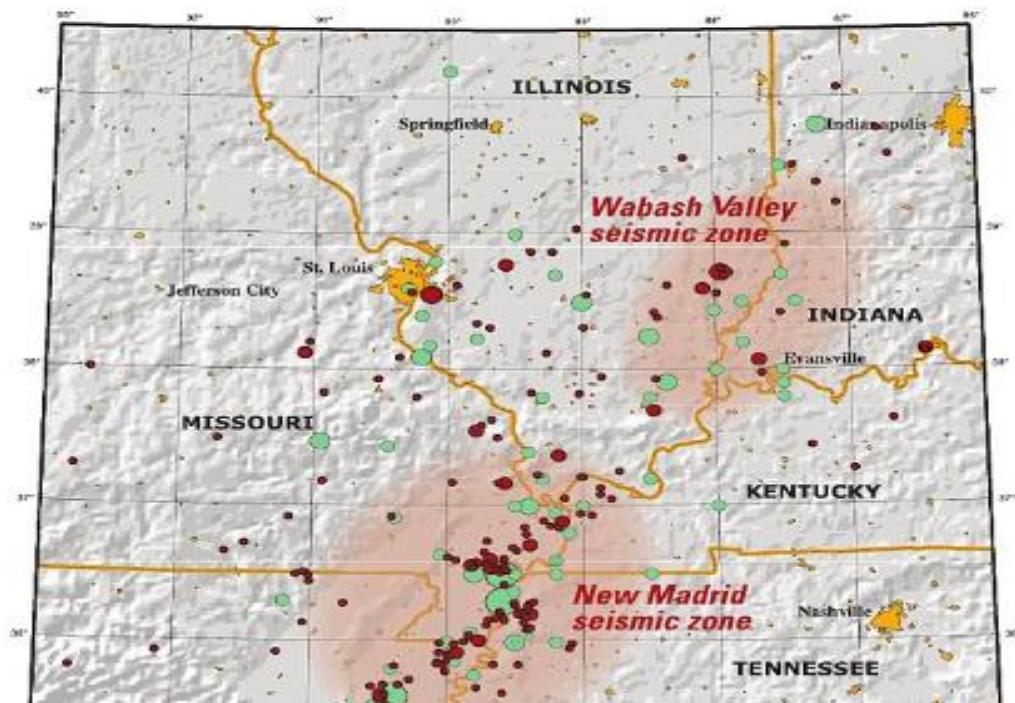 ILLINOIS
Springfield
Indianapolis
Wabash Valley
seismic zone
St. Louis
Jefferson City
INDIANA
Evansville
MISSOURI
KENTUCKY
New Madrid
seismic zone
Nashville
TENNESSEE